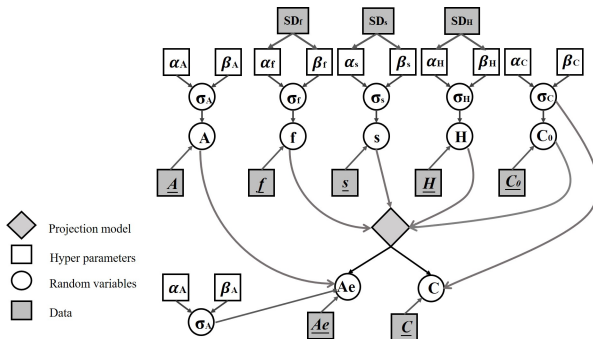 SDf SDs SDH
αA βA αf βf αs βs αH βH αC βC
σA σf σs σH σC
A f s H C0
A f s H C0
Projection model
Hyper parameters
Random variables
Data
αA βA
σA
Ae C
Ae C